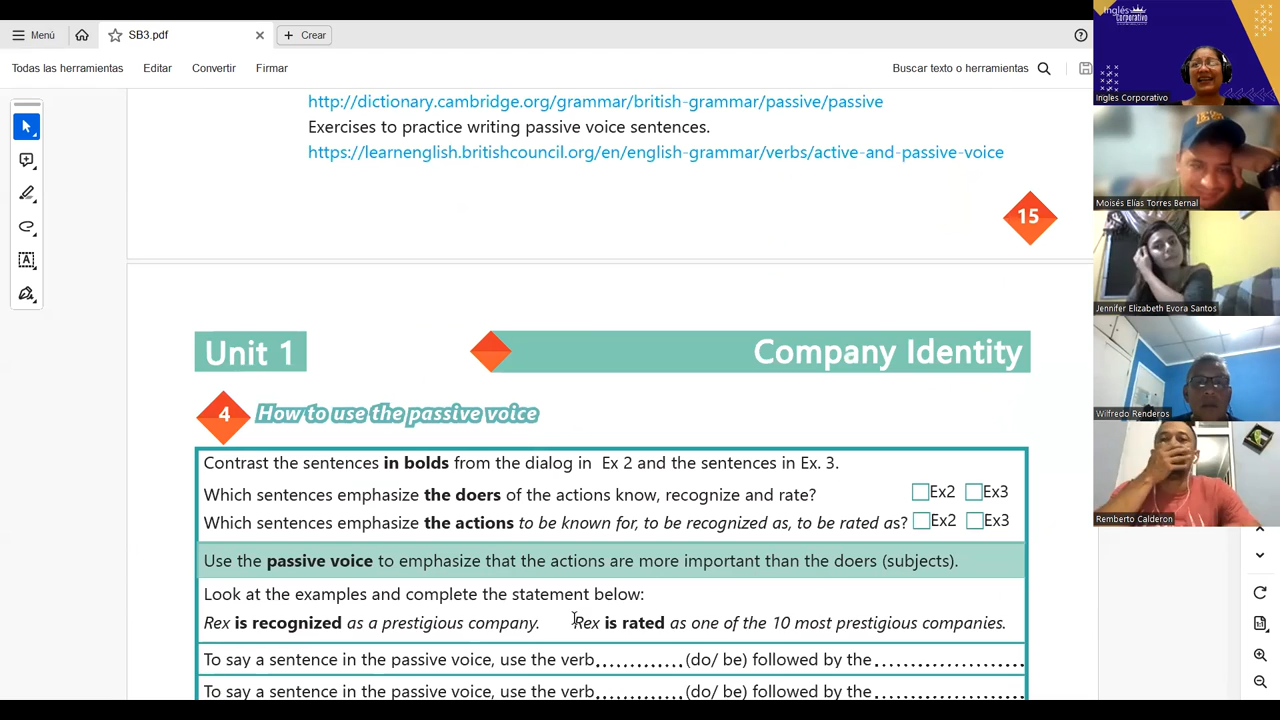 Menú
SB3.pdf
Crear
Todas las herramientas
Editar
Convertir
Firmar
Buscar texto o herramientas
http://dictionary.cambridge.org/grammar/british-grammar/passive/passive
Exercises to practice writing passive voice sentences.
https://learnenglish.britishcouncil.org/en/english-grammar/verbs/active-and-passive-voice
15
Unit 1
Company Identity
4
How to use the passive voice
Contrast the sentences in bolds from the dialog in Ex 2 and the sentences in Ex. 3.
Which sentences emphasize the doers of the actions know, recognize and rate? Ex2 Ex3
Which sentences emphasize the actions to be known for, to be recognized as, to be rated as? Ex2 Ex3
Use the passive voice to emphasize that the actions are more important than the doers (subjects).
Look at the examples and complete the statement below:
Rex is recognized as a prestigious company. Rex is rated as one of the 10 most prestigious companies.
To say a sentence in the passive voice, use the verb............. (do/ be) followed by the ......................
To say a sentence in the passive voice, use the verb............. (do/ be) followed by the ......................
Inglés Corporativo
Ingles Corporativo
Moisés Elías Torres Bernal
Jennifer Elizabeth Evora Santos
Wilfredo Renderos
Remberto Calderon